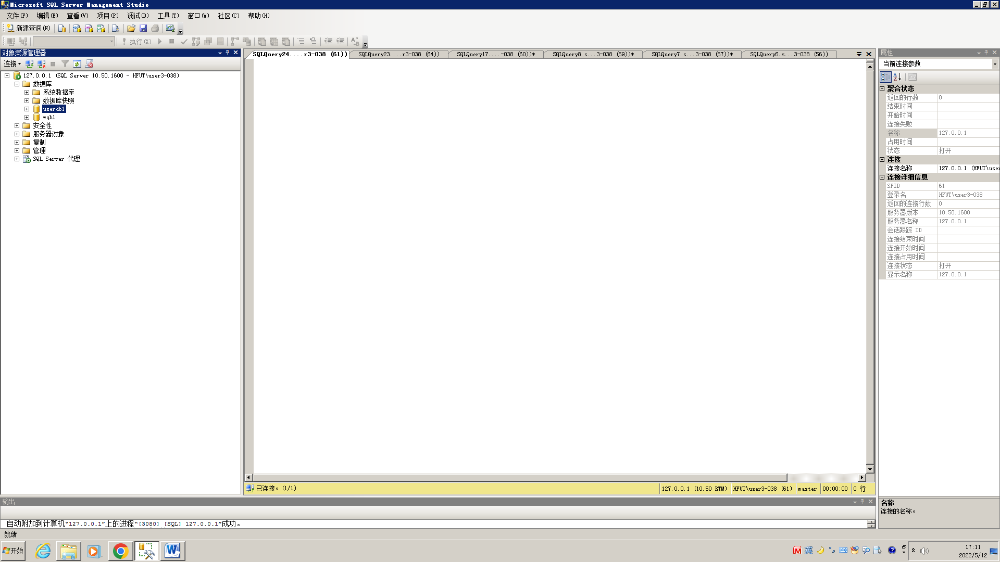 Microsoft SQL Server Management Studio
文件(F) 编辑(E) 查看(V) 项目(P) 调试(D) 工具(T) 窗口(W) 社区(C) 帮助(H)
新建查询(N)
执行(X)
对象资源管理器
连接
127.0.0.1 (SQL Server 10.50.1600 - HFUT\user3-038)
数据库
系统数据库
数据库快照
userdb1
wqh1
安全性
服务器对象
复制
管理
SQL Server 代理
SQLQuery24....r3-038 (61)) SQLQuery23....r3-038 (64)) SQLQuery17....-038 (60))* SQLQuery8.s...3-038 (59))* SQLQuery7.s...3-038 (57))* SQLQuery6.s...3-038 (56))
已连接。(1/1) 127.0.0.1 (10.50 RTM) HFUT\user3-038 (61) master 00:00:00 0 行
属性
当前连接参数
聚合状态
返回的行数 0
结束时间
开始时间
连接失败
名称 127.0.0.1
占用时间
状态 打开
连接
连接名称 127.0.0.1 (HFUT\user
连接详细信息
SPID 61
登录名 HFUT\user3-038
返回的连接行数 0
服务器版本 10.50.1600
服务器名称 127.0.0.1
会话跟踪 ID
连接结束时间
连接开始时间
连接占用时间
连接状态 打开
显示名称 127.0.0.1
名称
连接的名称。
输出
自动附加到计算机“127.0.0.1”上的进程“[3080] [SQL] 127.0.0.1”成功。
就绪
开始
英
17:11
2022/5/12